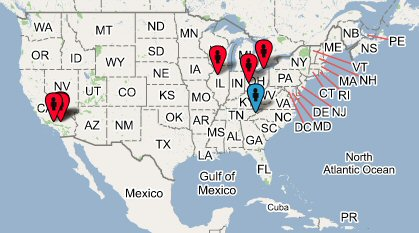 WA
MT
ND
MN
NB
PE
OR
ID
SD
MI
ME
NS
WY
IA
NY
VT
NV
NE
IL
IN
OH
PA
MA
NH
UT
CO
KS
MO
KY
CT
RI
CA
WV
VA
DE
NJ
AZ
NM
OK
AR
TN
NC
DC
MD
TX
MS
AL
GA
SC
LA
FL
Gulf of
Mexico
North
Atlantic Ocean
Mexico
Cuba
PR